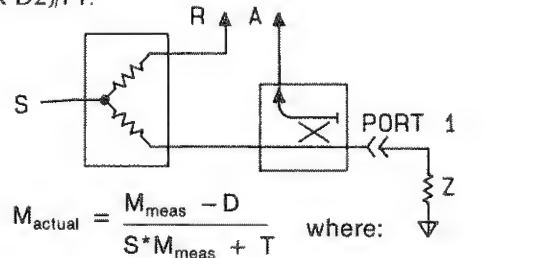 R A
S
PORT 1
Z
M_actual = (M_meas - D) / (S*M_meas + T) where: